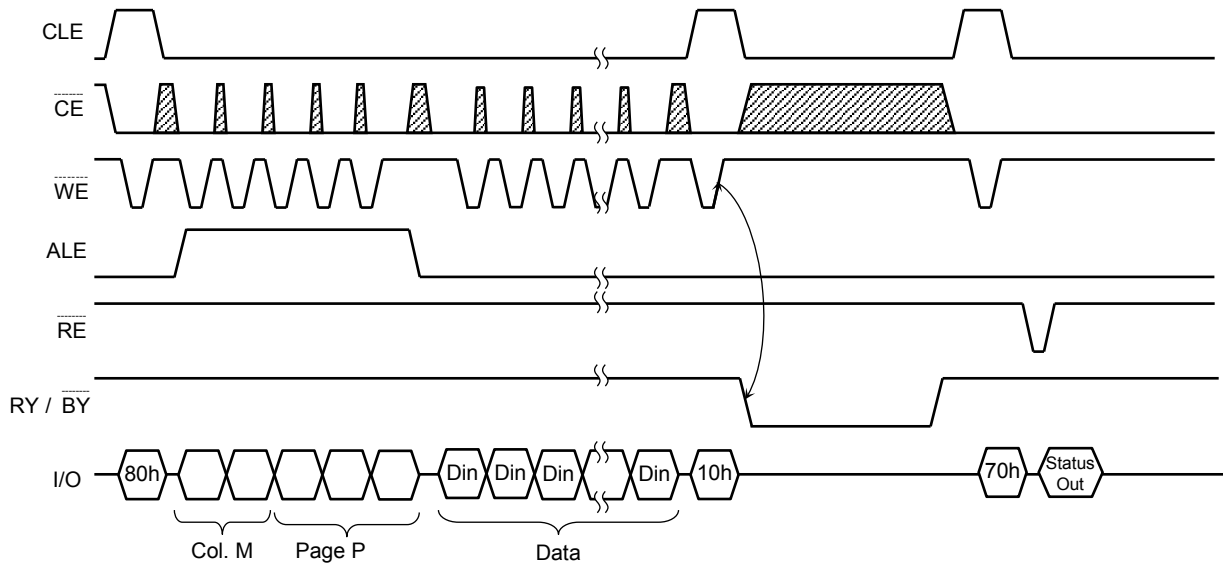 CLE
CE
WE
ALE
RE
RY / BY
I/O 80h Din Din Din Din 10h 70h Status Out
Col. M Page P Data